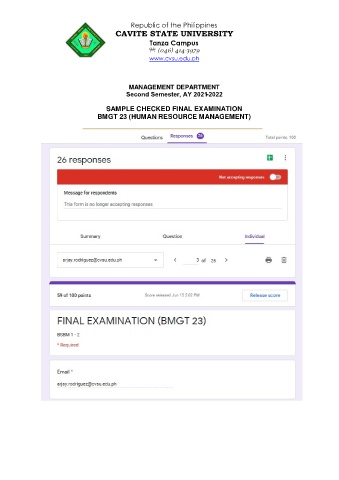 Republic of the Philippines
CAVITE STATE UNIVERSITY
Tanza Campus
☏ (046) 414-3979
www.cvsu.edu.ph
MANAGEMENT DEPARTMENT
Second Semester, AY 2021-2022
SAMPLE CHECKED FINAL EXAMINATION
BMGT 23 (HUMAN RESOURCE MANAGEMENT)
Questions Responses 26 Total points: 100
26 responses
Not accepting responses
Message for respondents
This form is no longer accepting responses
Summary Question Individual
arjay.rodriguez@cvsu.edu.ph 3 of 26
59 of 100 points Score released Jun 15 5:02 PM Release score
FINAL EXAMINATION (BMGT 23)
BSBM 1 - 2
* Required
Email *
arjay.rodriguez@cvsu.edu.ph